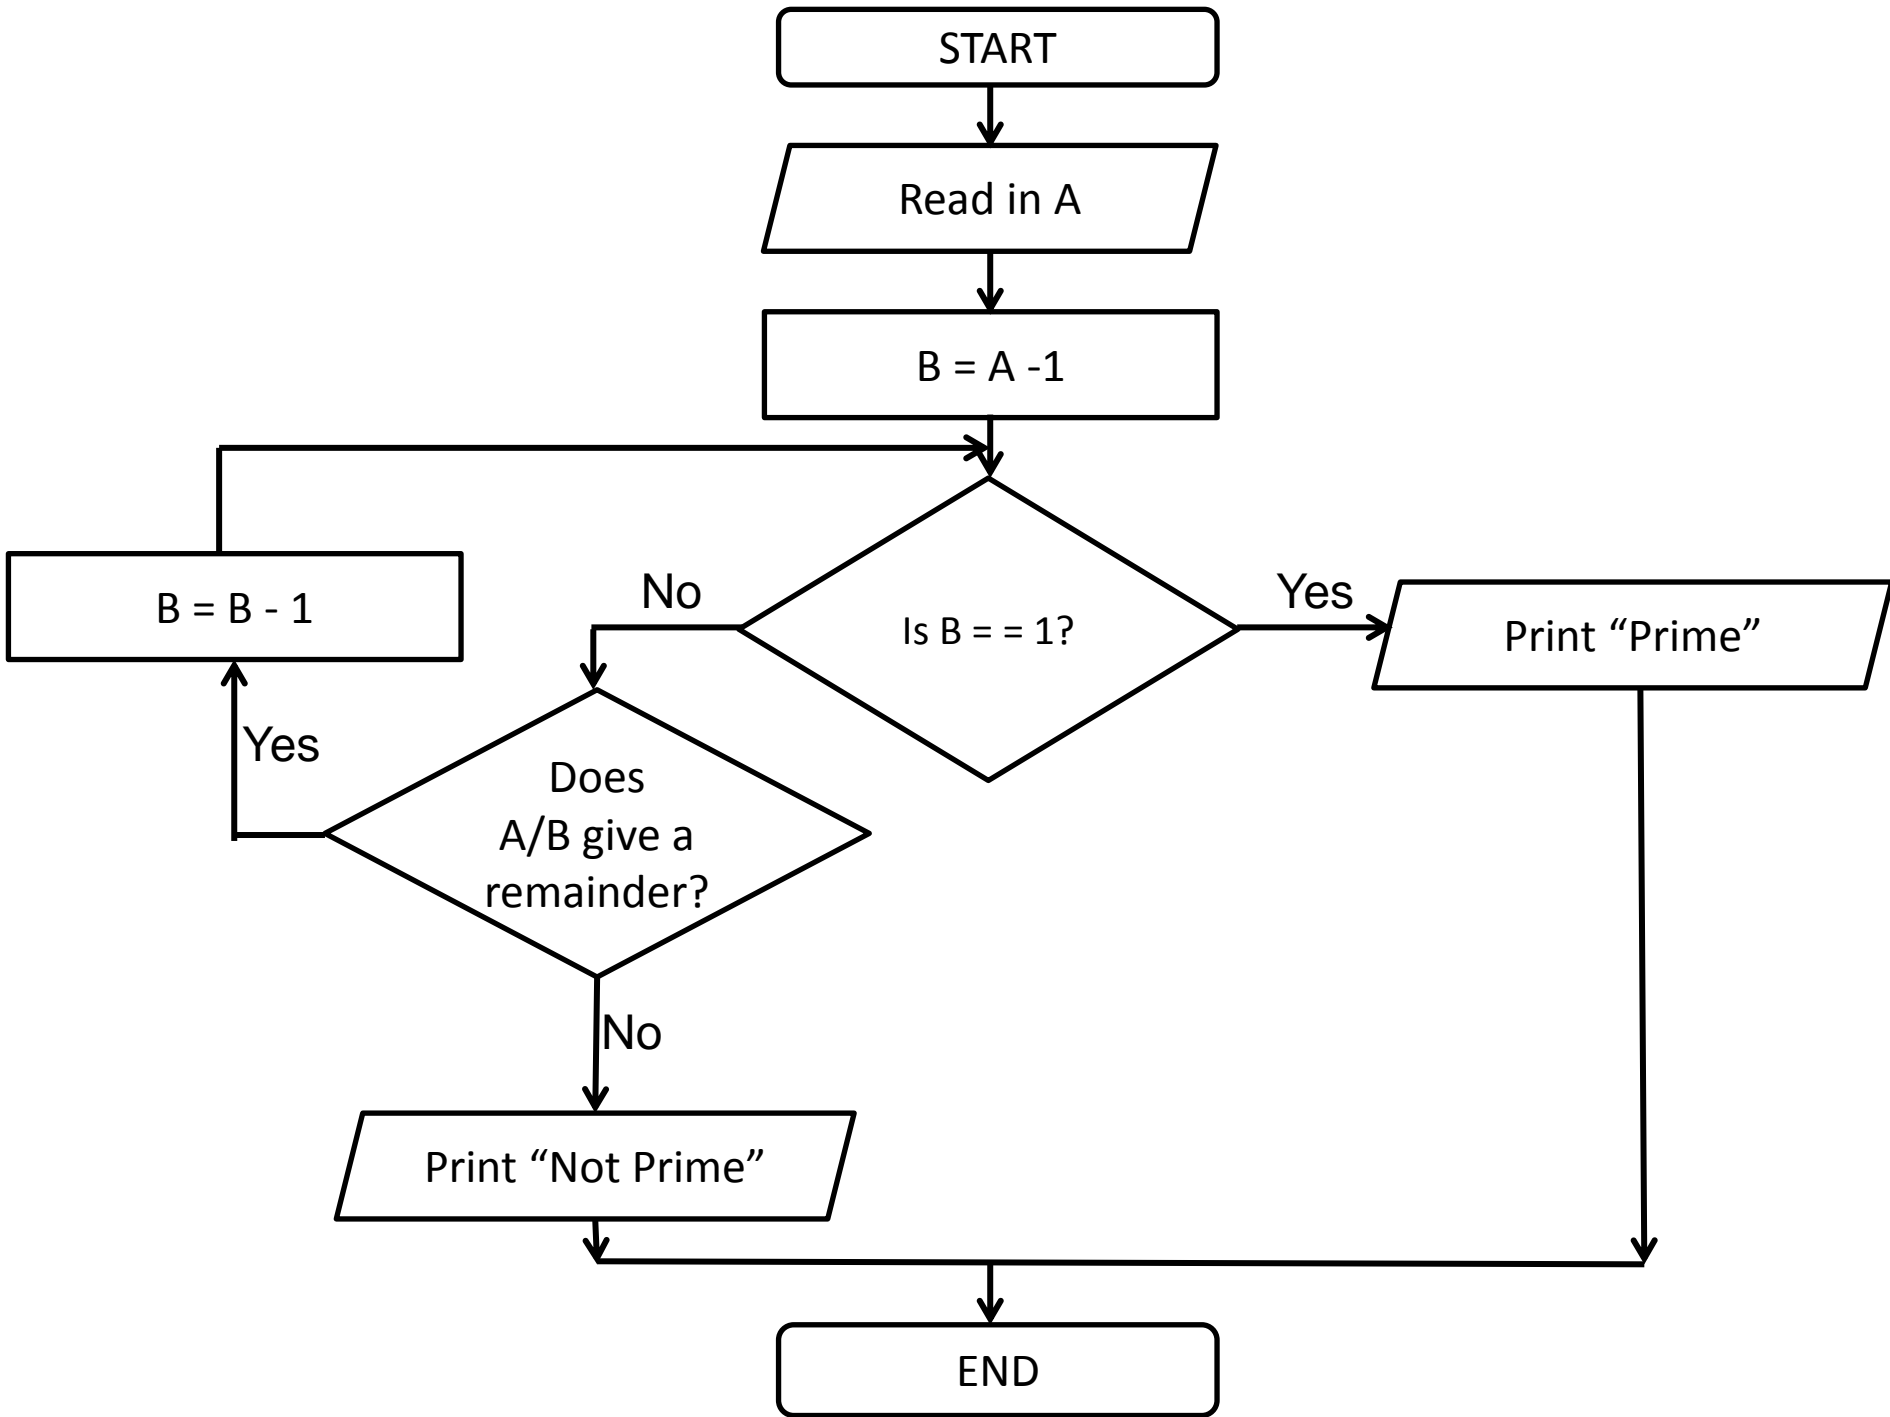 START
Read in A
B = A -1
B = B - 1
No
Yes
Is B = = 1?
Print “Prime”
Yes
Does
A/B give a
remainder?
No
Print “Not Prime”
END